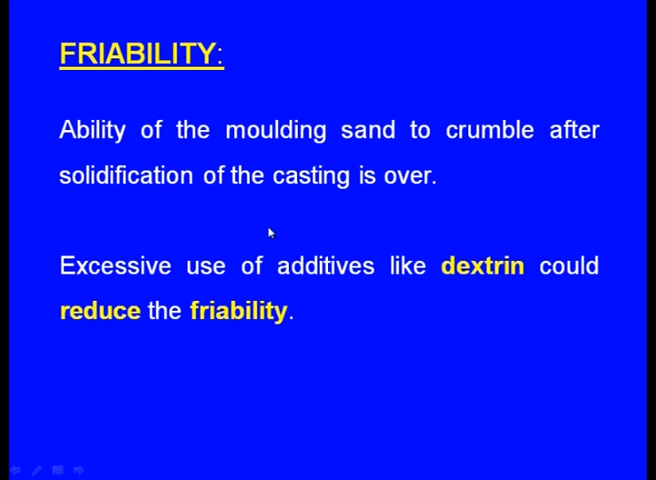 FRIABILITY:
Ability of the moulding sand to crumble after
solidification of the casting is over.
Excessive use of additives like dextrin could
reduce the friability.